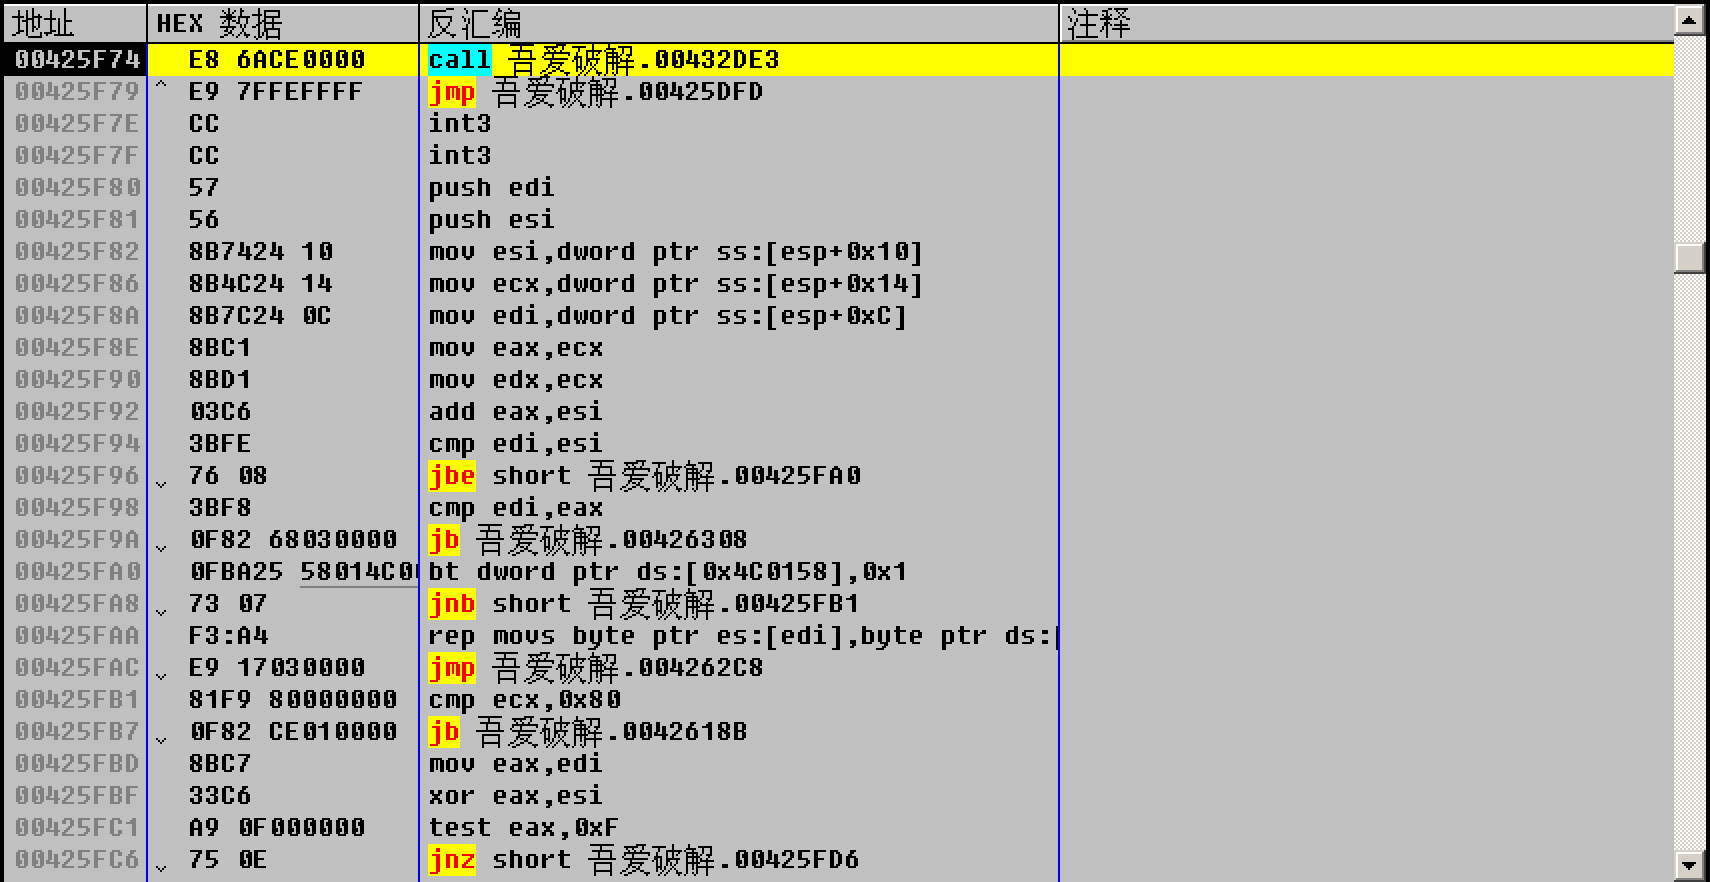 地址 HEX 数据 反汇编 注释
00425F74 E8 6ACE0000 call 吾爱破解.00432DE3
00425F79 ^ E9 7FFEFFFF jmp 吾爱破解.00425DFD
00425F7E CC int3
00425F7F CC int3
00425F80 57 push edi
00425F81 56 push esi
00425F82 8B7424 10 mov esi,dword ptr ss:[esp+0x10]
00425F86 8B4C24 14 mov ecx,dword ptr ss:[esp+0x14]
00425F8A 8B7C24 0C mov edi,dword ptr ss:[esp+0xC]
00425F8E 8BC1 mov eax,ecx
00425F90 8BD1 mov edx,ecx
00425F92 03C6 add eax,esi
00425F94 3BFE cmp edi,esi
00425F96 76 08 jbe short 吾爱破解.00425FA0
00425F98 3BF8 cmp edi,eax
00425F9A 0F82 68030000 jb 吾爱破解.00426308
00425FA0 0FBA25 58014C0 bt dword ptr ds:[0x4C0158],0x1
00425FA8 73 07 jnb short 吾爱破解.00425FB1
00425FAA F3:A4 rep movs byte ptr es:[edi],byte ptr ds:[
00425FAC E9 17030000 jmp 吾爱破解.004262C8
00425FB1 81F9 80000000 cmp ecx,0x80
00425FB7 0F82 CE010000 jb 吾爱破解.0042618B
00425FBD 8BC7 mov eax,edi
00425FBF 33C6 xor eax,esi
00425FC1 A9 0F000000 test eax,0xF
00425FC6 75 0E jnz short 吾爱破解.00425FD6